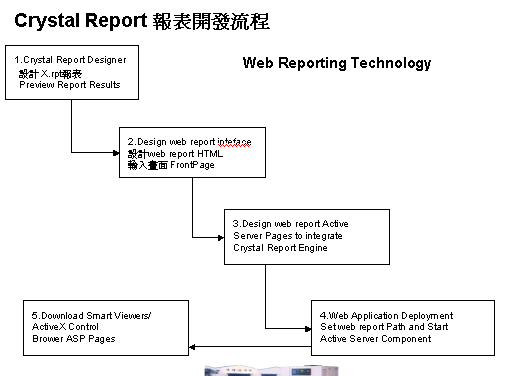 Crystal Report 報表開發流程
Web Reporting Technology
1.Crystal Report Designer
設計 X.rpt報表
Preview Report Results
2.Design web report inteface
設計web report HTML
輸入畫面 FrontPage
3.Design web report Active
Server Pages to integrate
Crystal Report Engine
4.Web Application Deployment
Set web report Path and Start
Active Server Component
5.Download Smart Viewers/
ActiveX Control
Brower ASP Pages